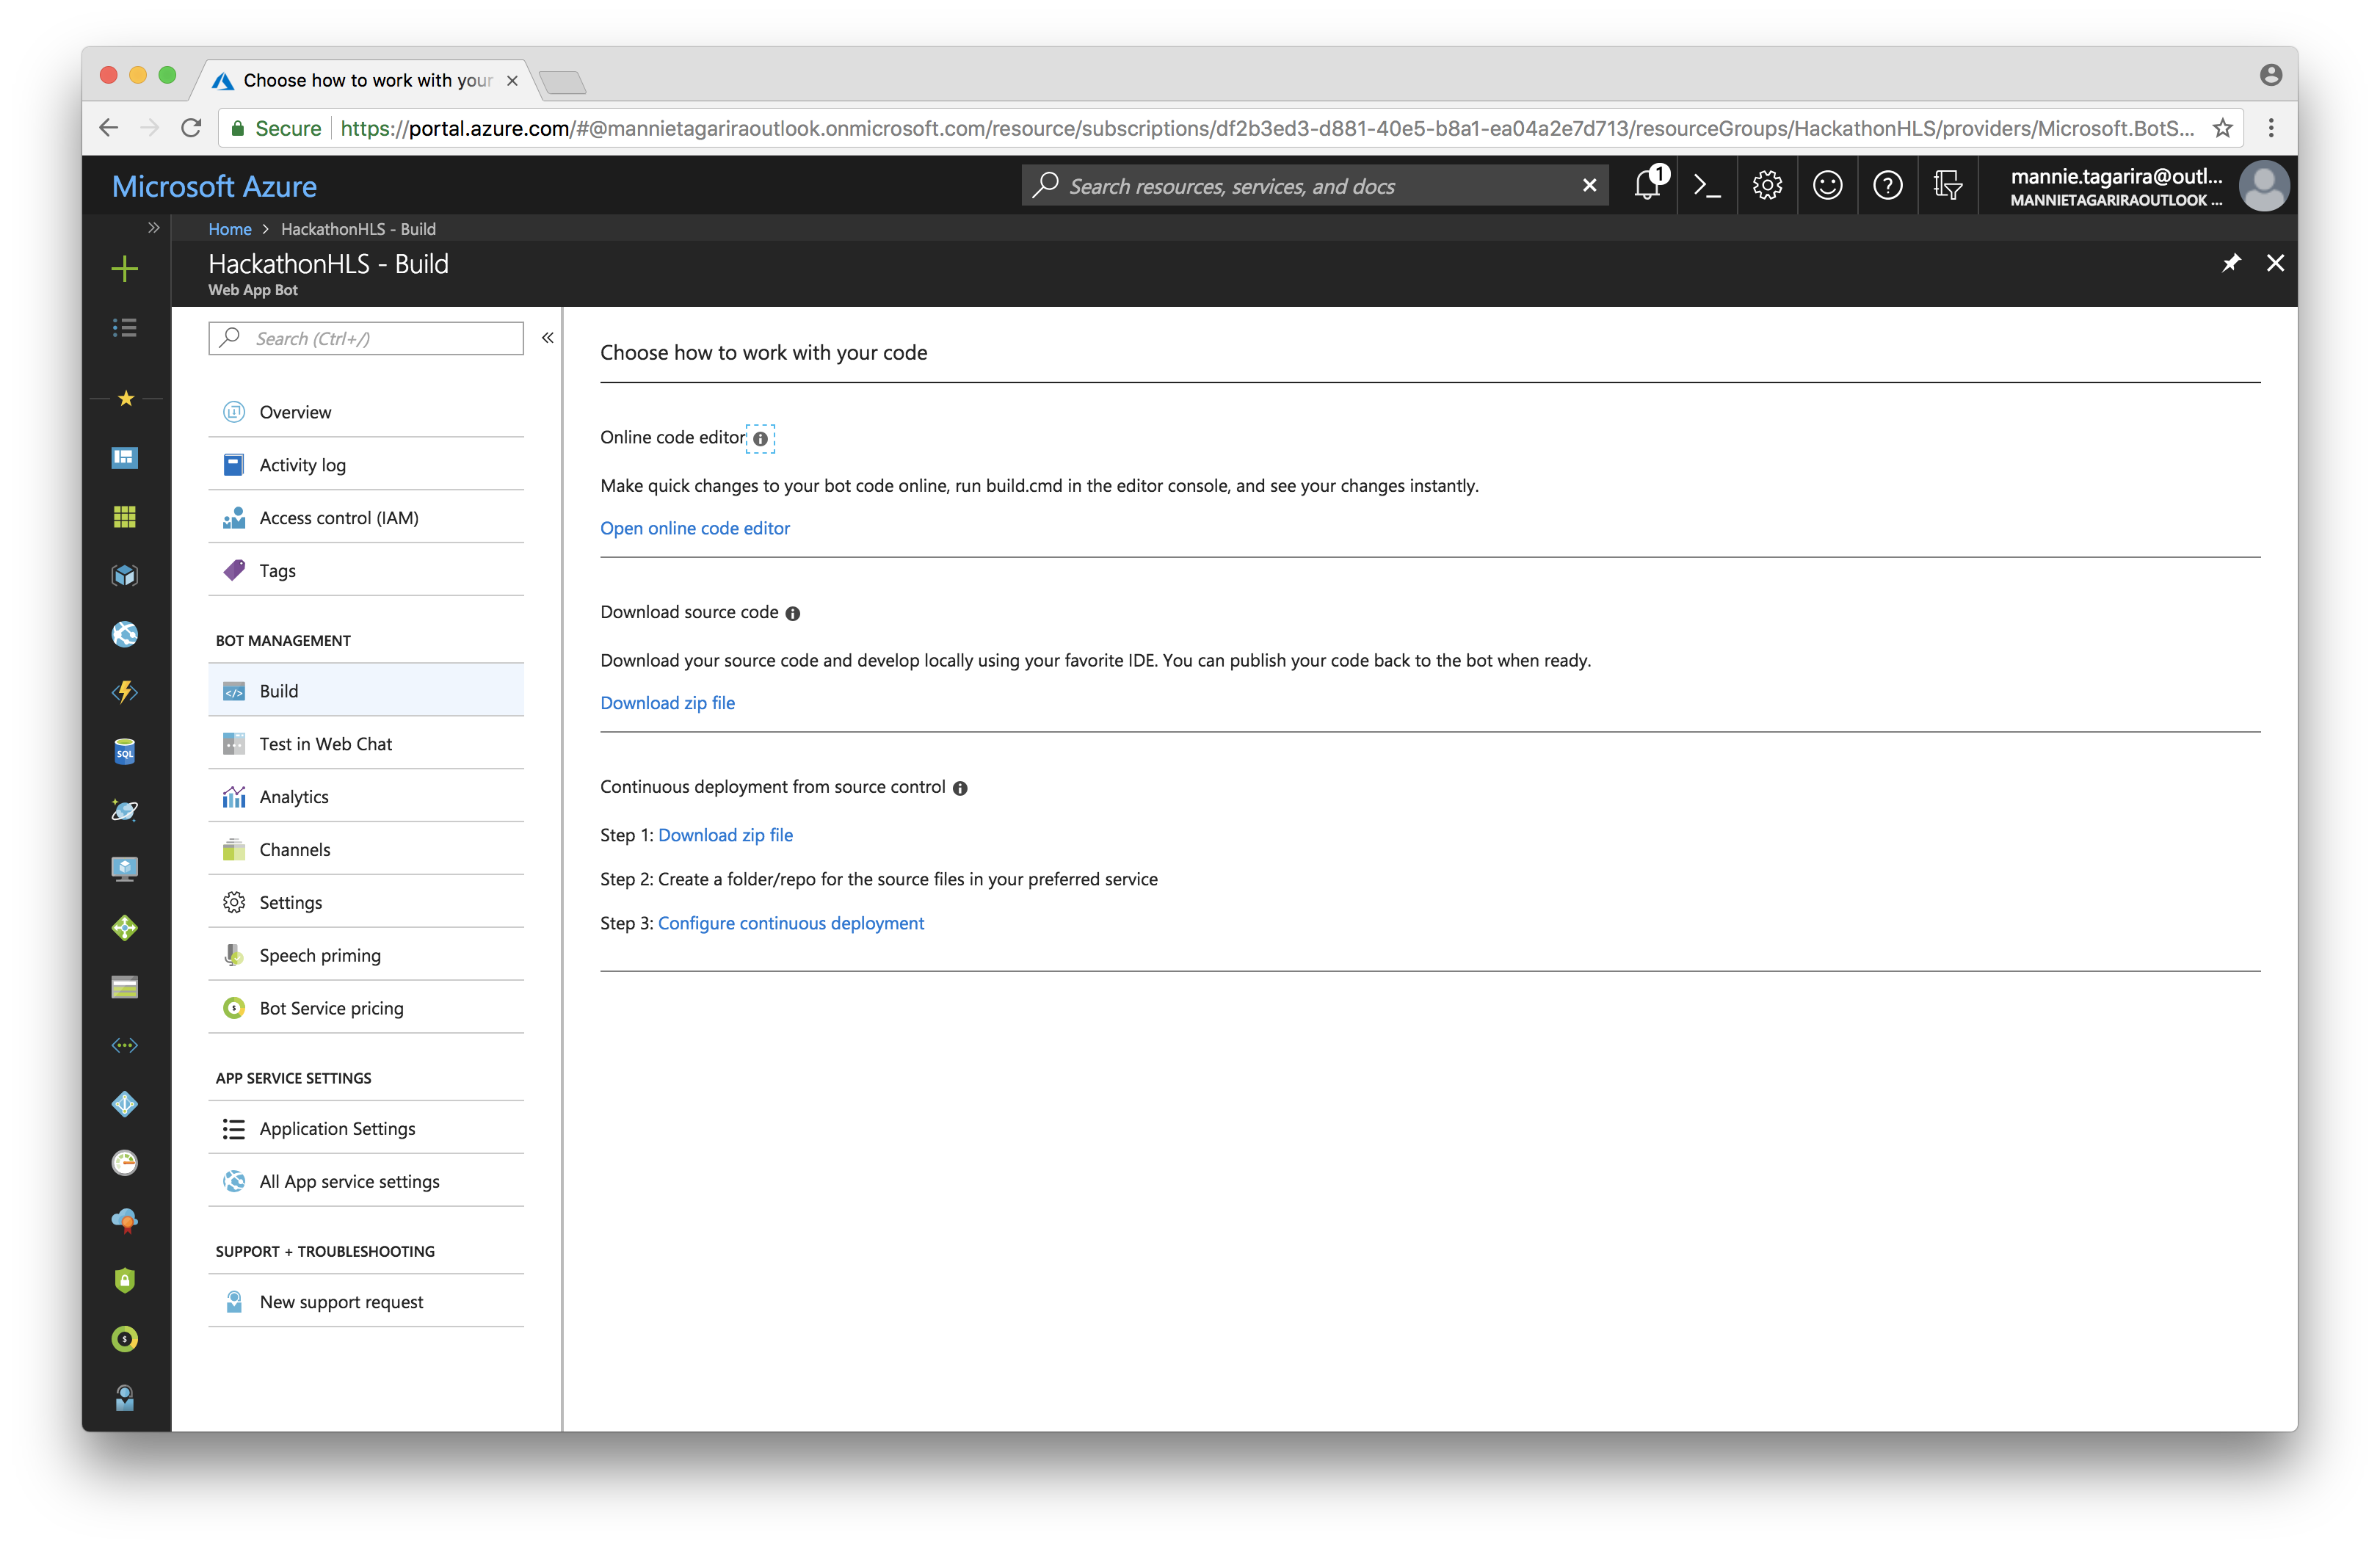 Choose how to work with your
Secure https://portal.azure.com/#@mannietagariraoutlook.onmicrosoft.com/resource/subscriptions/df2b3ed3-d881-40e5-b8a1-ea04a2e7d713/resourceGroups/HackathonHLS/providers/Microsoft.BotS...
Microsoft Azure
Search resources, services, and docs
1
mannie.tagarira@outl...
MANNIETAGARIRAOUTLOOK ...
Home > HackathonHLS - Build
HackathonHLS - Build
Web App Bot
Search (Ctrl+/)
Overview
Activity log
Access control (IAM)
Tags
BOT MANAGEMENT
Build
Test in Web Chat
Analytics
Channels
Settings
Speech priming
Bot Service pricing
APP SERVICE SETTINGS
Application Settings
All App service settings
SUPPORT + TROUBLESHOOTING
New support request
SQL
Choose how to work with your code
Online code editor
Make quick changes to your bot code online, run build.cmd in the editor console, and see your changes instantly.
Open online code editor
Download source code
Download your source code and develop locally using your favorite IDE. You can publish your code back to the bot when ready.
Download zip file
Continuous deployment from source control
Step 1: Download zip file
Step 2: Create a folder/repo for the source files in your preferred service
Step 3: Configure continuous deployment